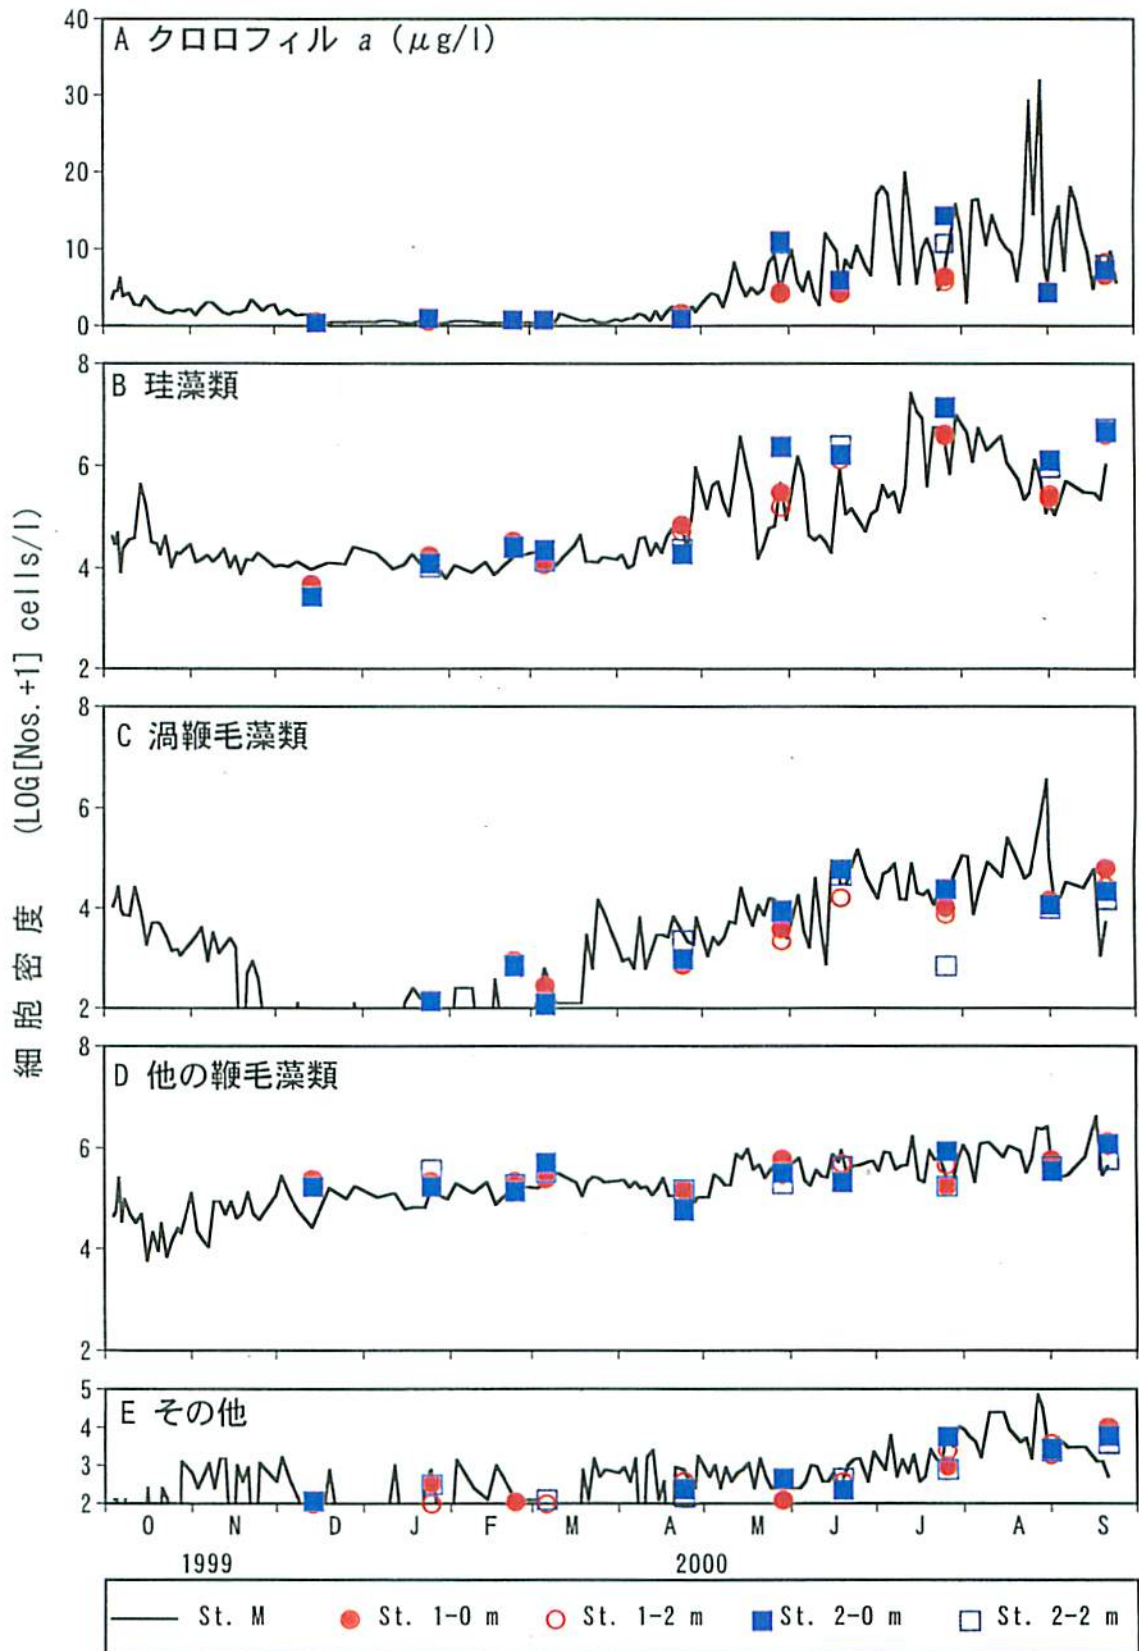 40
A クロロフィル a (μg/l)
30
20
10
0
8
B 珪藻類
6
4
2
8
C 渦鞭毛藻類
6
4
2
8
D 他の鞭毛藻類
6
4
2
5
E その他
4
3
2
細胞密度 (LOG[Nos.+1] cells/l)
O N D J F M A M J J A S
1999 2000
St. M St. 1-0 m St. 1-2 m St. 2-0 m St. 2-2 m